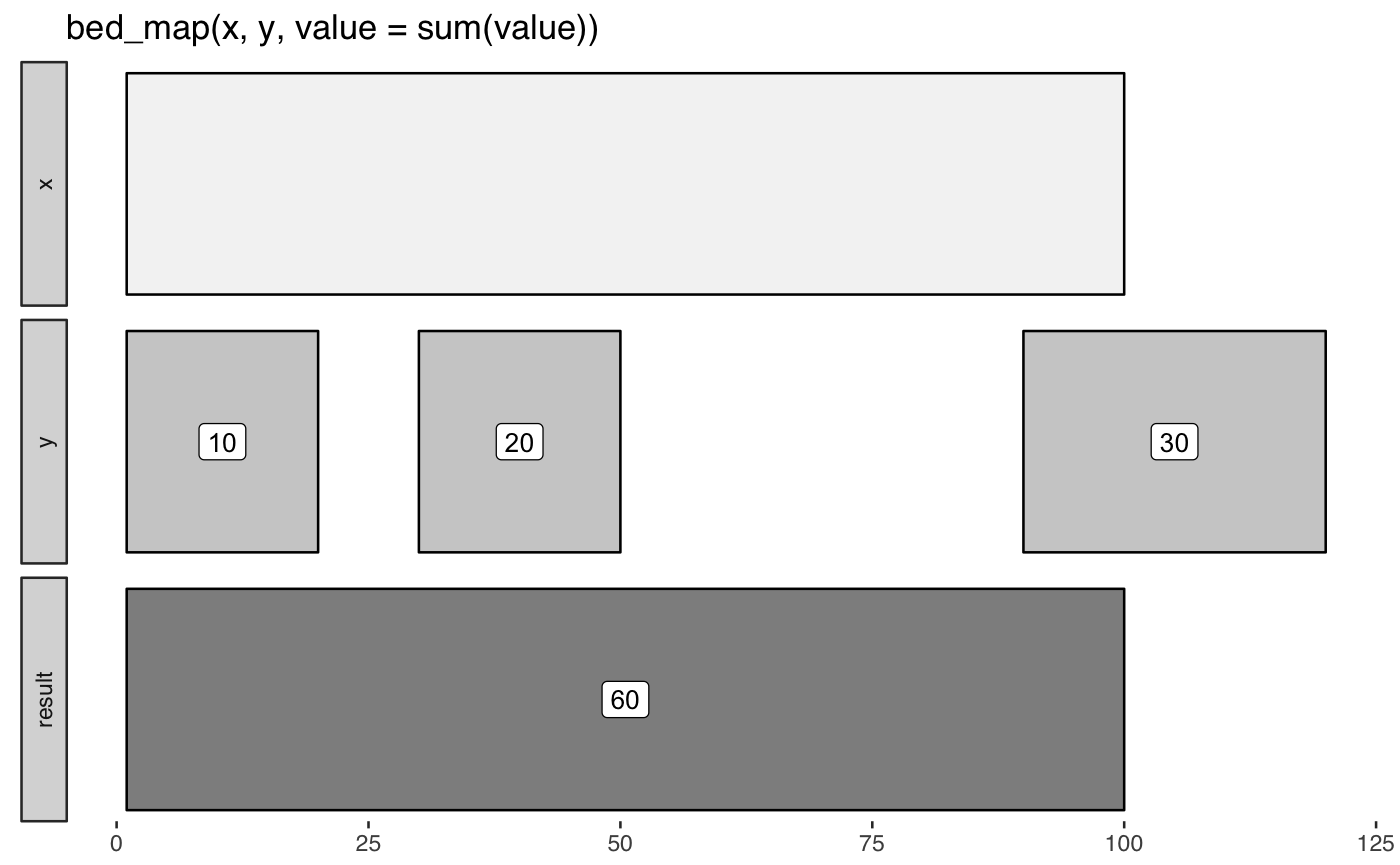 bed_map(x, y, value = sum(value))
x
y
10
20
30
result
60
0
25
50
75
100
125